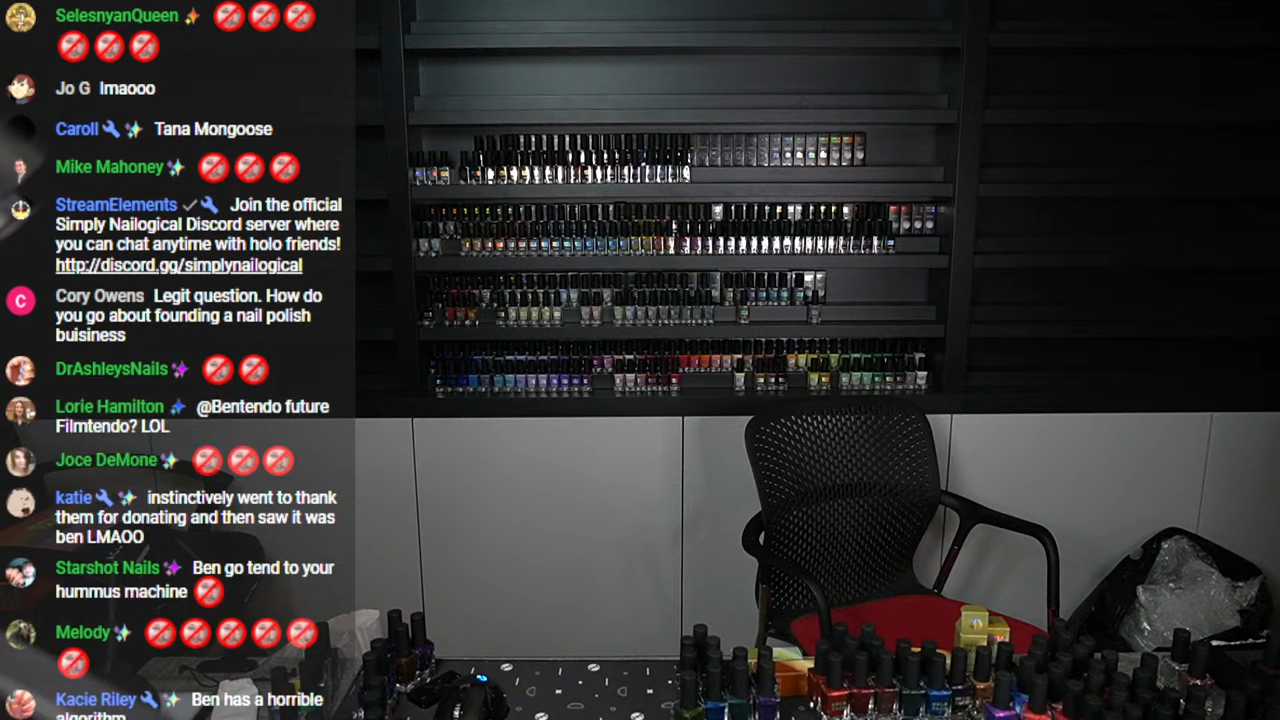 SelesnyanQueen
Jo G lmaooo
Caroll Tana Mongoose
Mike Mahoney
StreamElements Join the official
Simply Nailogical Discord server where
you can chat anytime with holo friends!
http://discord.gg/simplynailogical
Cory Owens Legit question. How do
you go about founding a nail polish
buisiness
C
DrAshleysNails
Lorie Hamilton @Bentendo future
Filmtendo? LOL
Joce DeMone
katie instinctively went to thank
them for donating and then saw it was
ben LMAOO
Starshot Nails Ben go tend to your
hummus machine
Melody
Kacie Riley Ben has a horrible
algorithm